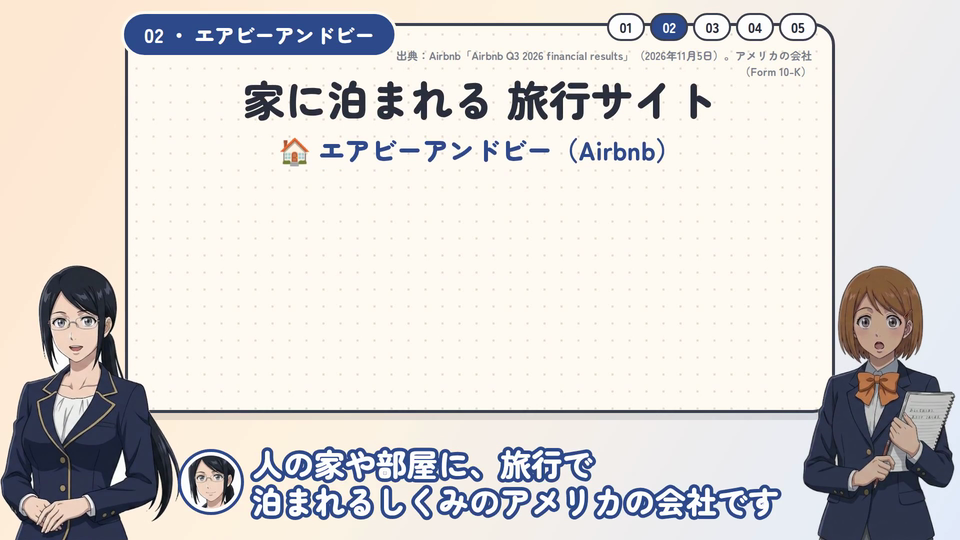 02 ・ エアビーアンドビー
01 02 03 04 05
出典：Airbnb「Airbnb Q3 2026 financial results」（2026年11月5日）。アメリカの会社
（Form 10-K）
家に泊まれる 旅行サイト
エアビーアンドビー（Airbnb）
人の家や部屋に、旅行で
泊まれるしくみのアメリカの会社です